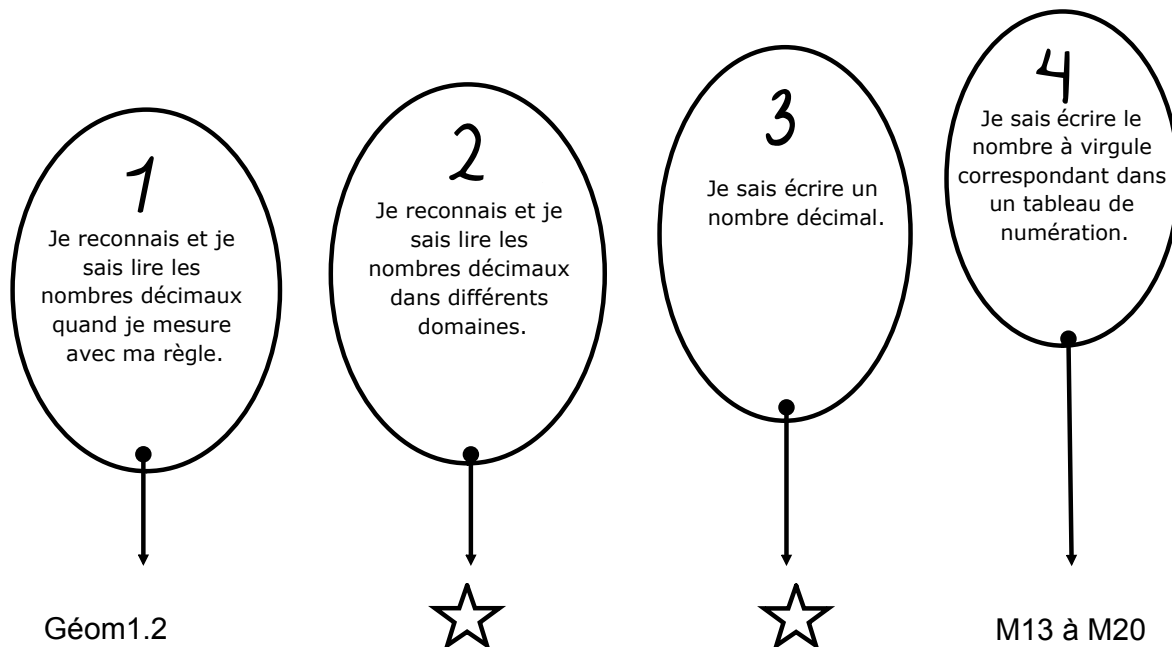 1
Je reconnais et je
sais lire les
nombres décimaux
quand je mesure
avec ma règle.
Géom1.2
2
Je reconnais et je
sais lire les
nombres décimaux
dans différents
domaines.
3
Je sais écrire un
nombre décimal.
4
Je sais écrire le
nombre à virgule
correspondant dans
un tableau de
numération.
M13 à M20